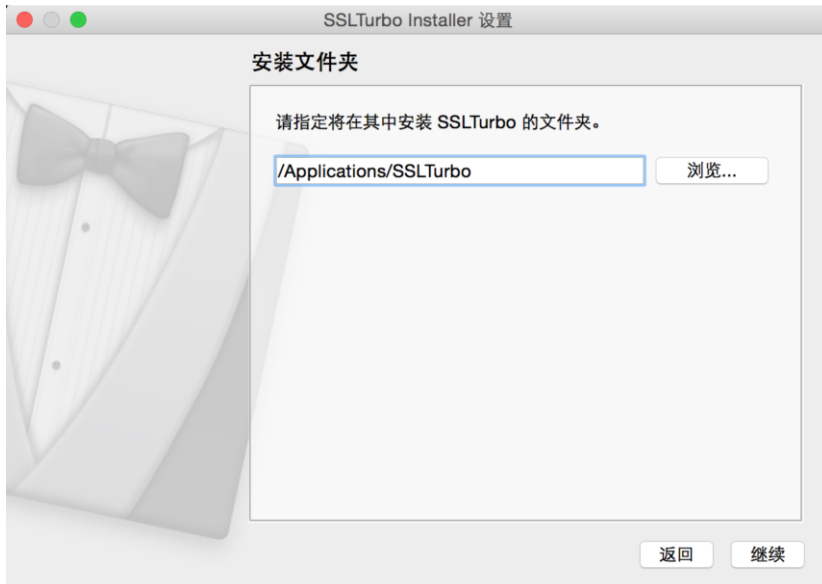 SSLTurbo Installer 设置
安装文件夹
请指定将在其中安装 SSLTurbo 的文件夹。
/Applications/SSLTurbo
浏览...
返回
继续